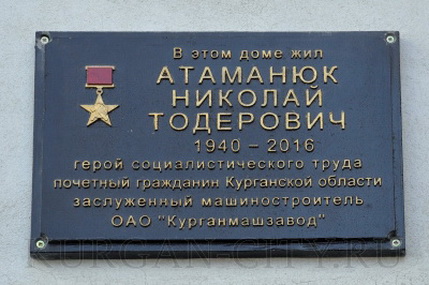 В этом доме жил
АТАМАНЮК
НИКОЛАЙ
ТОДЕРОВИЧ
1940 – 2016
герой социалистического труда
почетный гражданин Курганской области
заслуженный машиностроитель
ОАО "Курганмашзавод"
KURGAN-CITY.RU